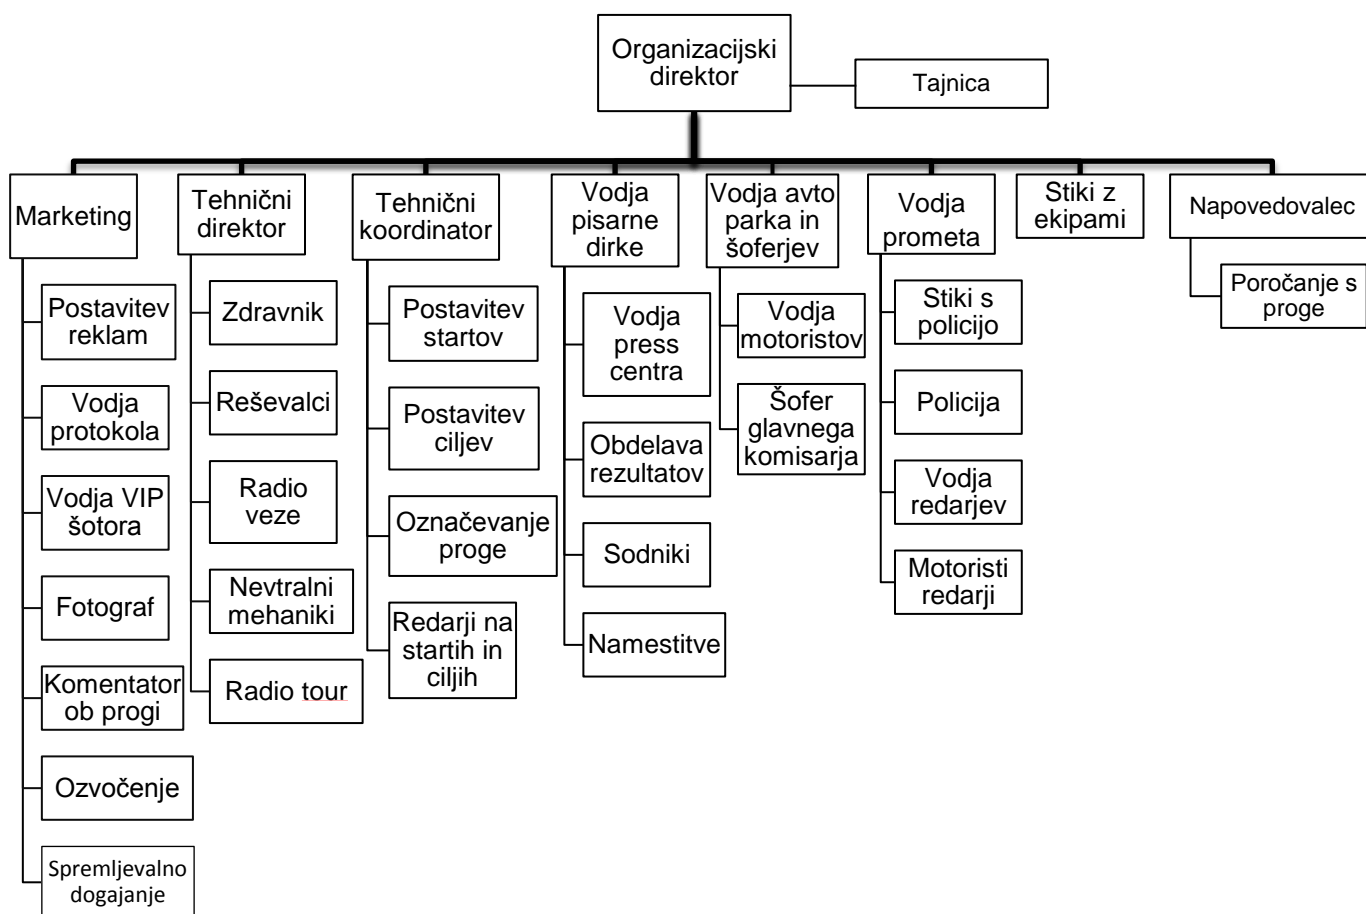 Organizacijski
direktor
Tajnica
Marketing
Postavitev
reklam
Vodja
protokola
Vodja VIP
šotora
Fotograf
Komentator
ob progi
Ozvočenje
Spremljevalno
dogajanje
Tehnični
direktor
Zdravnik
Reševalci
Radio
veze
Nevtralni
mehaniki
Radio tour
Tehnični
koordinator
Postavitev
startov
Postavitev
ciljev
Označevanje
proge
Redarji na
startih in
ciljih
Vodja
pisarne
dirke
Vodja
press
centra
Obdelava
rezultatov
Sodniki
Namestitve
Vodja avto
parka in
šoferjev
Vodja
motoristov
Šofer
glavnega
komisarja
Vodja
prometa
Stiki s
policijo
Policija
Vodja
redarjev
Motoristi
redarji
Stiki z
ekipami
Napovedovalec
Poročanje s
proge